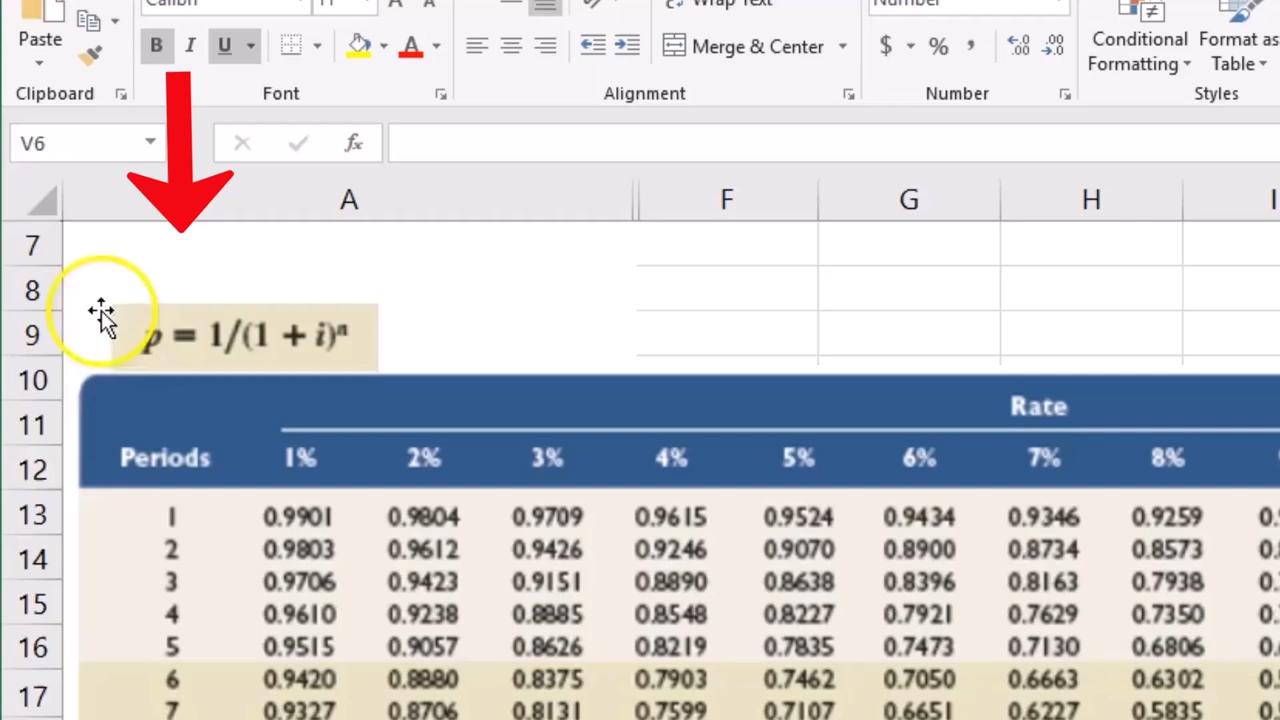 Calibri 11 A A Wrap Text Number
Paste B I U A Merge & Center $ % , Conditional Formatting Format as Table
Clipboard Font Alignment Number Styles
V6 fx
A F G H
7
8
9 p = 1/(1 + i)ⁿ
10
11 Rate
12 Periods 1% 2% 3% 4% 5% 6% 7% 8%
13 1 0.9901 0.9804 0.9709 0.9615 0.9524 0.9434 0.9346 0.9259
14 2 0.9803 0.9612 0.9426 0.9246 0.9070 0.8900 0.8734 0.8573
3 0.9706 0.9423 0.9151 0.8890 0.8638 0.8396 0.8163 0.7938
15 4 0.9610 0.9238 0.8885 0.8548 0.8227 0.7921 0.7629 0.7350
16 5 0.9515 0.9057 0.8626 0.8219 0.7835 0.7473 0.7130 0.6806
17 6 0.9420 0.8880 0.8375 0.7903 0.7462 0.7050 0.6663 0.6302
7 0.9327 0.8706 0.8131 0.7599 0.7107 0.6651 0.6227 0.5835